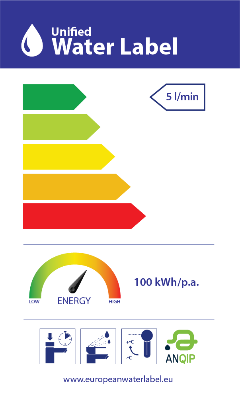 Unified
Water Label
5 l/min
100 kWh/p.a.
LOW
ENERGY
HIGH
ANQIP
www.europeanwaterlabel.eu